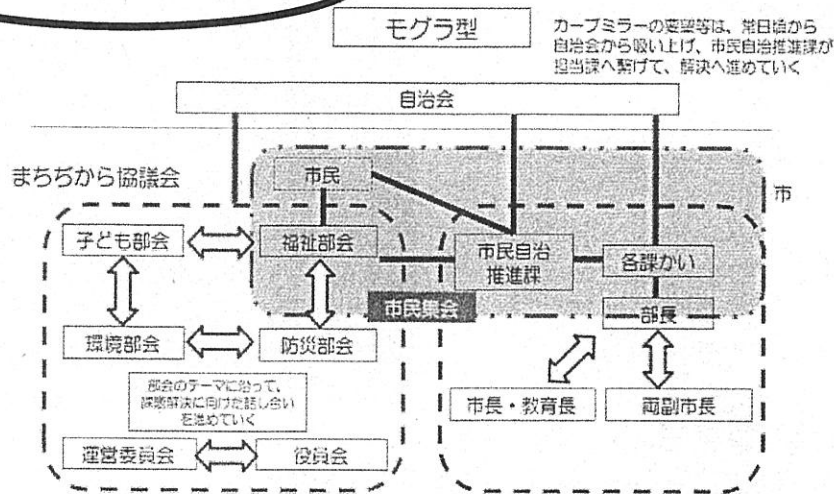 モグラ型
カーブミラーの要望等は、常日頃から
自治会から吸い上げ、市民自治推進課が
担当課へ繋げて、解決へ進めていく
自治会
まちぢから協議会
市民
市
子ども部会
福祉部会
市民自治
推進課
各課かい
市民集会
部長
環境部会
防災部会
部会のテーマに沿って、
課題解決に向けた話し合い
を進めていく
市長・教育長
両副市長
運営委員会
役員会